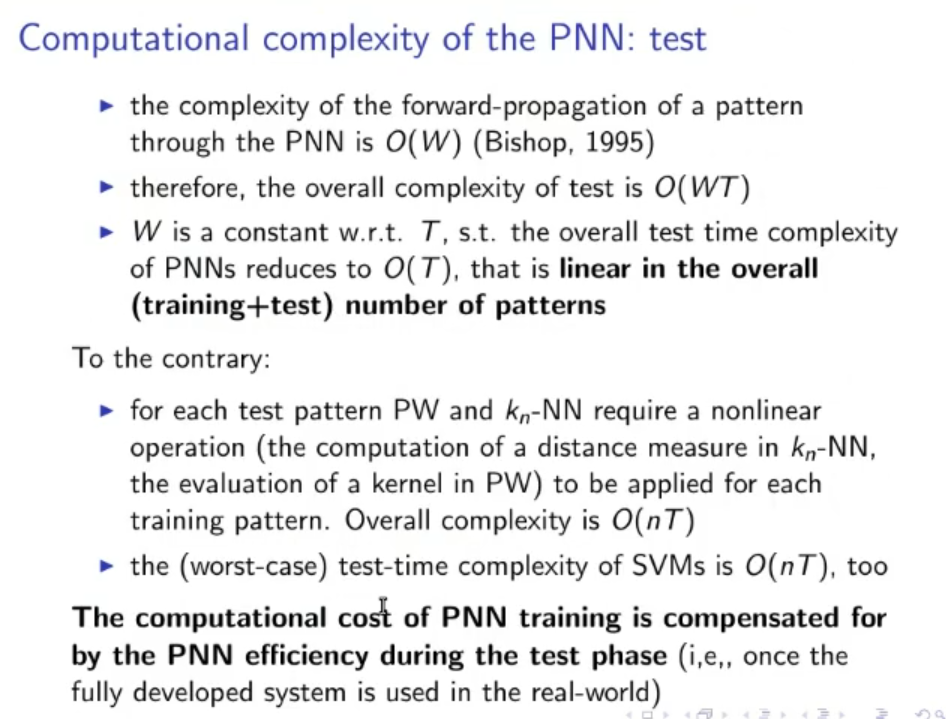 Computational complexity of the PNN: test
▶ the complexity of the forward-propagation of a pattern
through the PNN is O(W) (Bishop, 1995)
▶ therefore, the overall complexity of test is O(WT)
▶ W is a constant w.r.t. T, s.t. the overall test time complexity
of PNNs reduces to O(T), that is linear in the overall
(training+test) number of patterns
To the contrary:
▶ for each test pattern PW and kₙ-NN require a nonlinear
operation (the computation of a distance measure in kₙ-NN,
the evaluation of a kernel in PW) to be applied for each
training pattern. Overall complexity is O(nT)
▶ the (worst-case) test-time complexity of SVMs is O(nT), too
The computational cost of PNN training is compensated for
by the PNN efficiency during the test phase (i,e,, once the
fully developed system is used in the real-world)